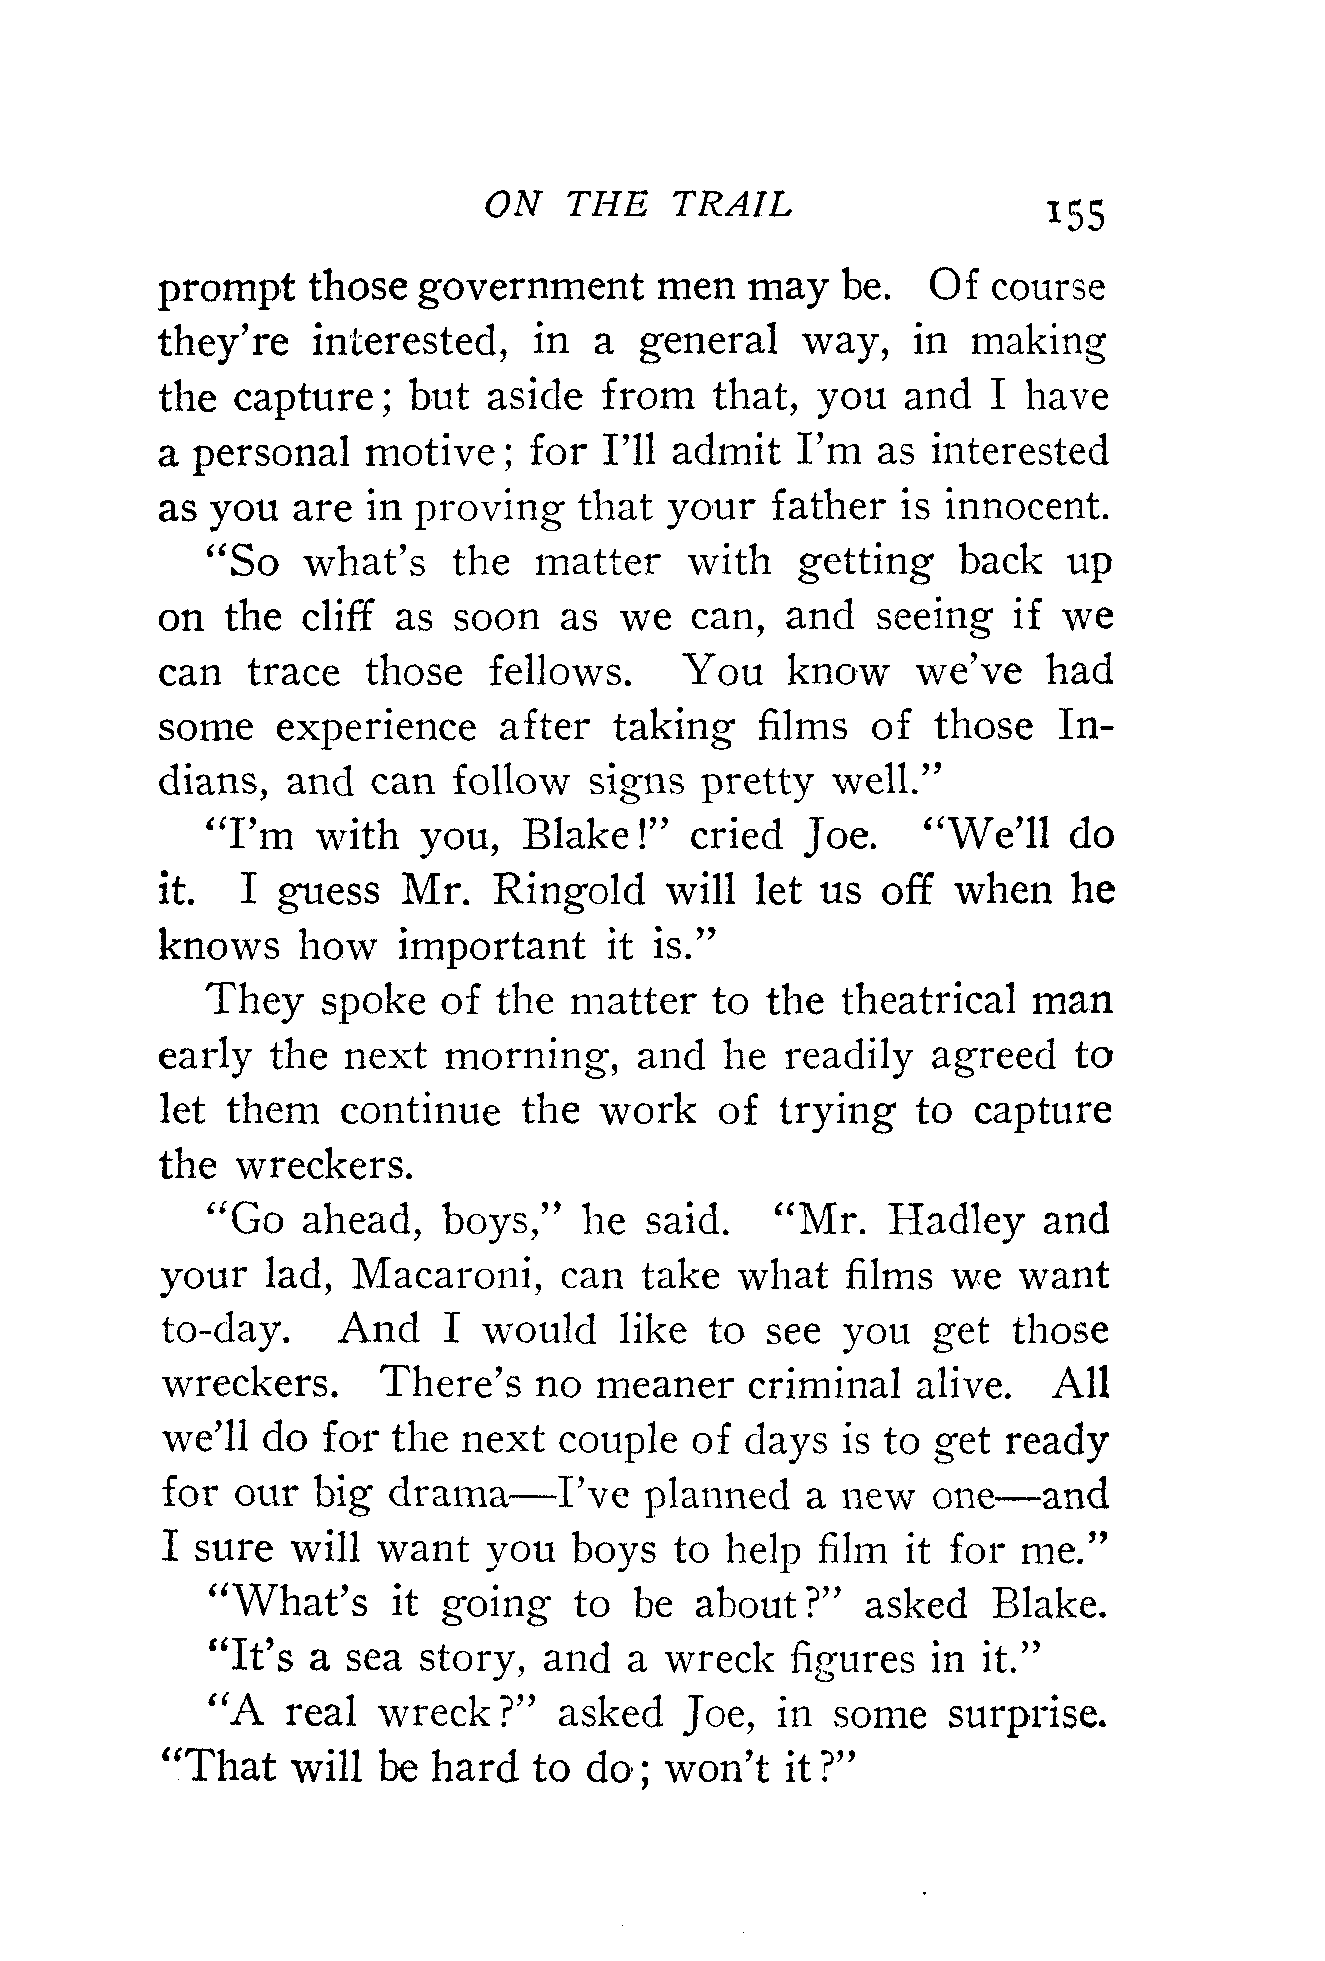 ON THE TRAIL 155
prompt those government men may be. Of course
they're interested, in a general way, in making
the capture; but aside from that, you and I have
a personal motive; for I'll admit I'm as interested
as you are in proving that your father is innocent.
"So what's the matter with getting back up
on the cliff as soon as we can, and seeing if we
can trace those fellows. You know we've had
some experience after taking films of those In-
dians, and can follow signs pretty well."
"I'm with you, Blake!" cried Joe. "We'll do
it. I guess Mr. Ringold will let us off when he
knows how important it is."
They spoke of the matter to the theatrical man
early the next morning, and he readily agreed to
let them continue the work of trying to capture
the wreckers.
"Go ahead, boys," he said. "Mr. Hadley and
your lad, Macaroni, can take what films we want
to-day. And I would like to see you get those
wreckers. There's no meaner criminal alive. All
we'll do for the next couple of days is to get ready
for our big drama—I've planned a new one—and
I sure will want you boys to help film it for me."
"What's it going to be about?" asked Blake.
"It's a sea story, and a wreck figures in it."
"A real wreck?" asked Joe, in some surprise.
"That will be hard to do; won't it?"